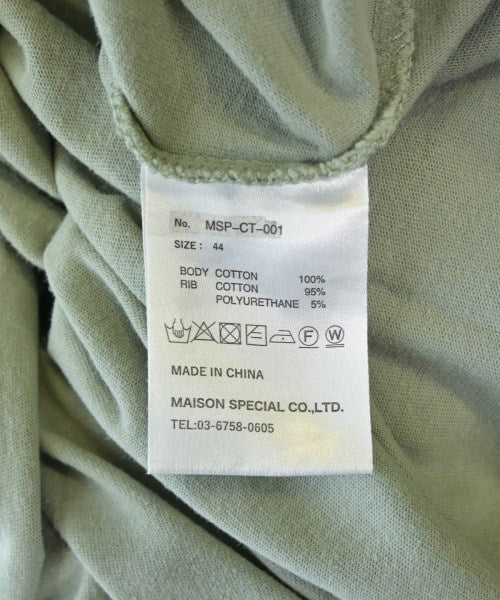 No. MSP-CT-001
SIZE: 44
BODY COTTON 100%
RIB COTTON 95%
POLYURETHANE 5%
F W
MADE IN CHINA
MAISON SPECIAL CO.,LTD.
TEL:03-6758-0605